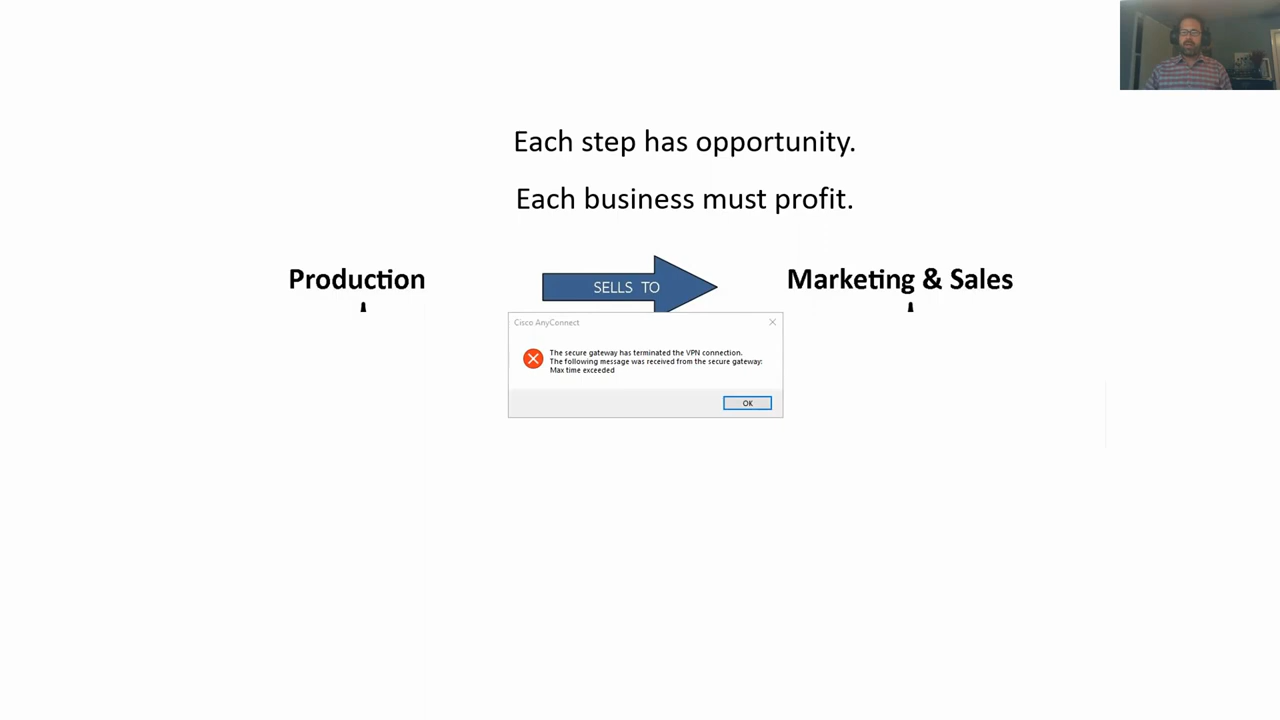 Each step has opportunity.
Each business must profit.
Production
SELLS TO
Marketing & Sales
Cisco AnyConnect
The secure gateway has terminated the VPN connection.
The following message was received from the secure gateway:
Max time exceeded
OK